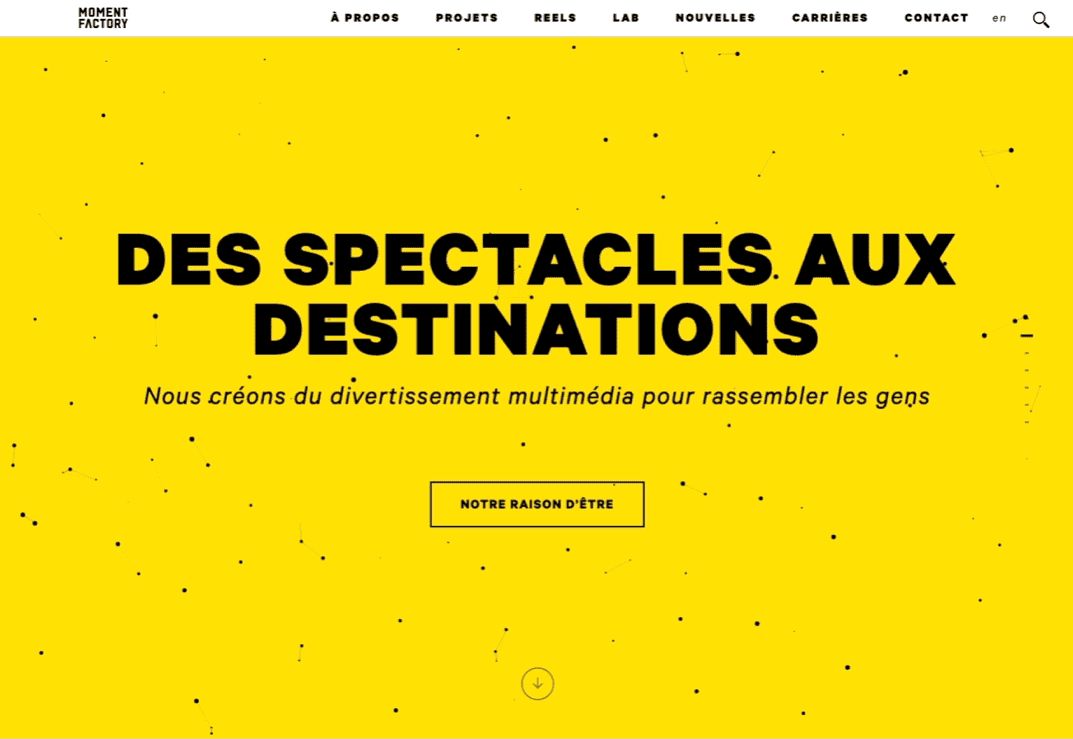 MOMENT
FACTORY
À PROPOS PROJETS REELS LAB NOUVELLES CARRIÈRES CONTACT en
DES SPECTACLES AUX
DESTINATIONS
Nous créons du divertissement multimédia pour rassembler les gens
NOTRE RAISON D'ÊTRE